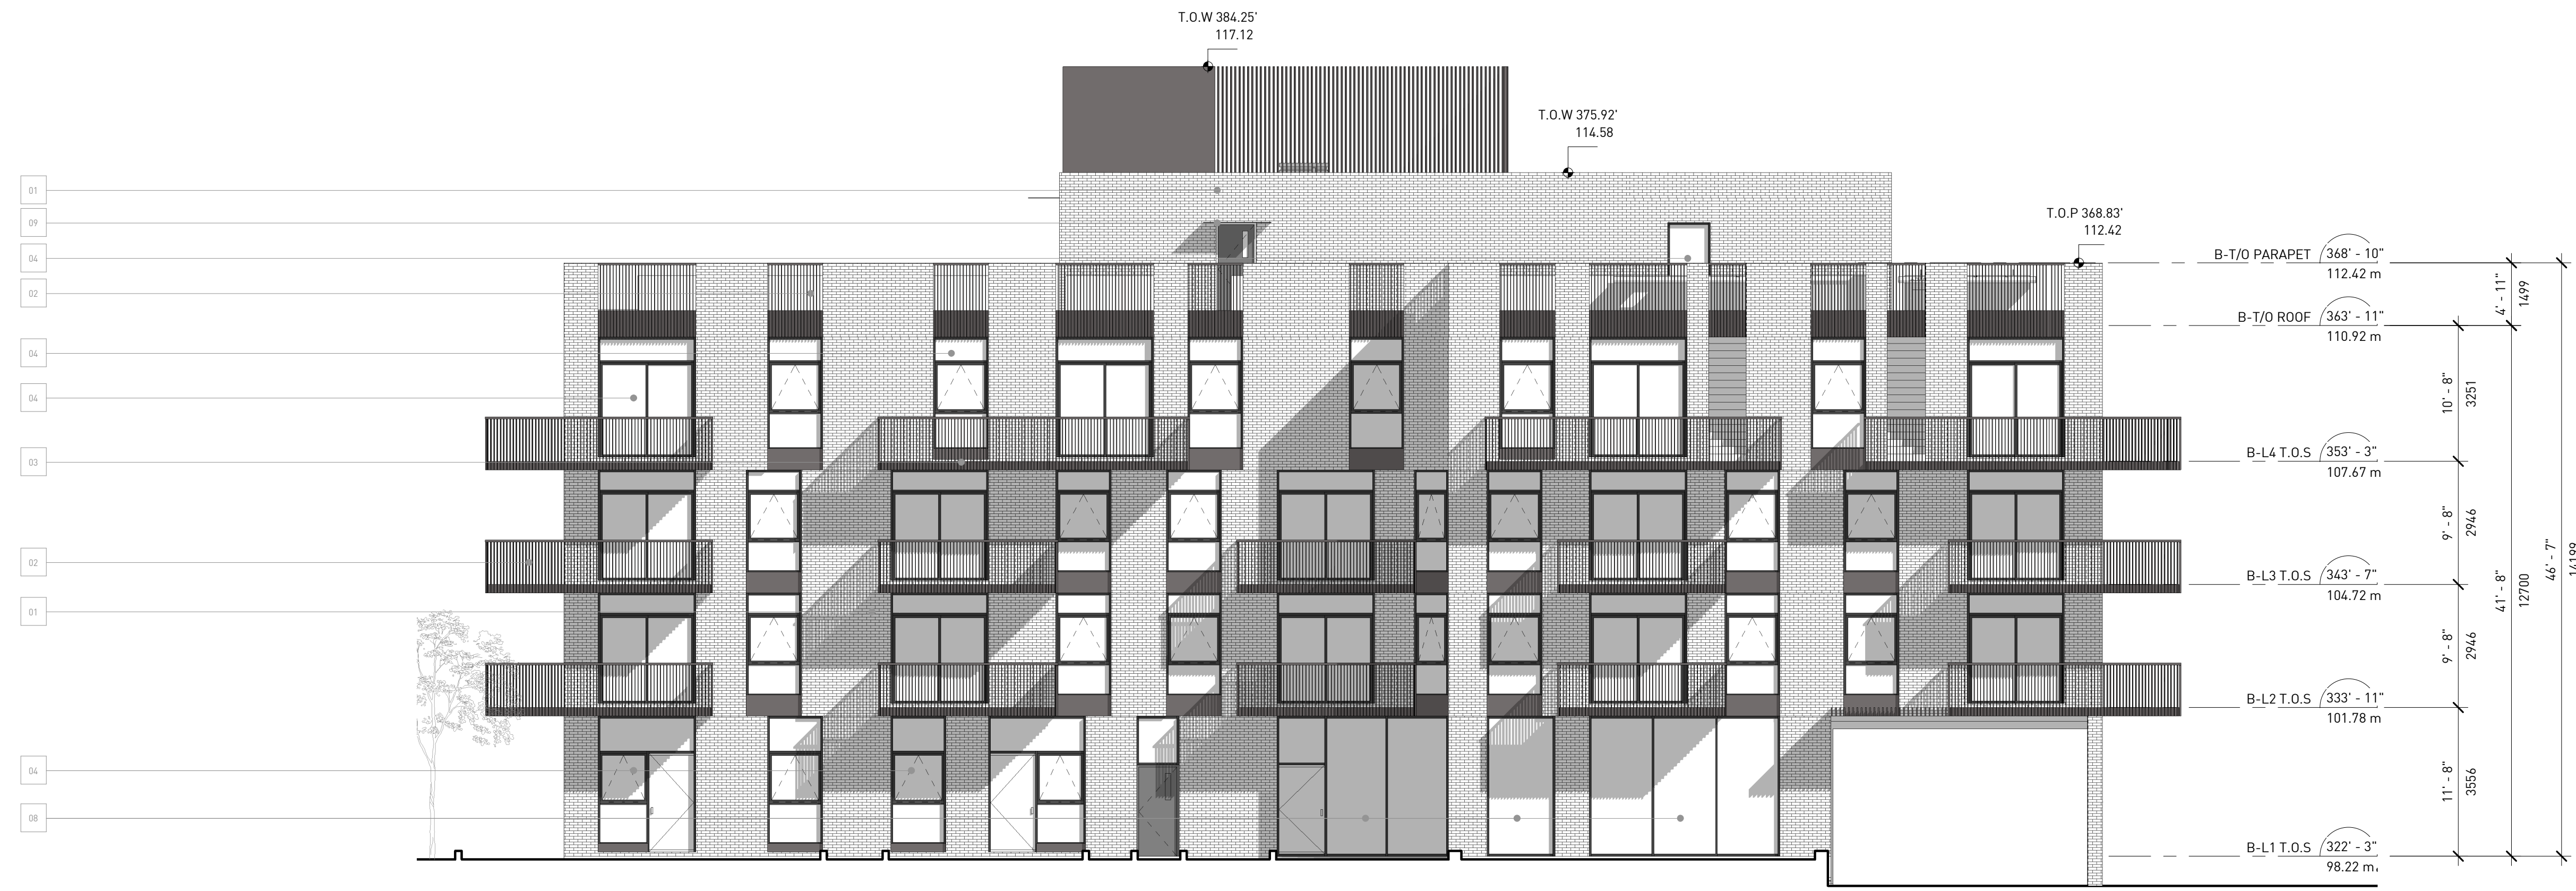 T.O.W 384.25'
117.12
T.O.W 375.92'
114.58
T.O.P 368.83'
112.42
01
09
04
02
04
04
03
02
01
04
08
B-T/O PARAPET 368' - 10"
112.42 m
B-T/O ROOF 363' - 11"
110.92 m
B-L4 T.O.S 353' - 3"
107.67 m
B-L3 T.O.S 343' - 7"
104.72 m
B-L2 T.O.S 333' - 11"
101.78 m
B-L1 T.O.S 322' - 3"
98.22 m
4' - 11"
1499
10' - 8"
3251
9' - 8"
2946
9' - 8"
2946
11' - 8"
3556
41' - 8"
12700
46' - 7"
14199